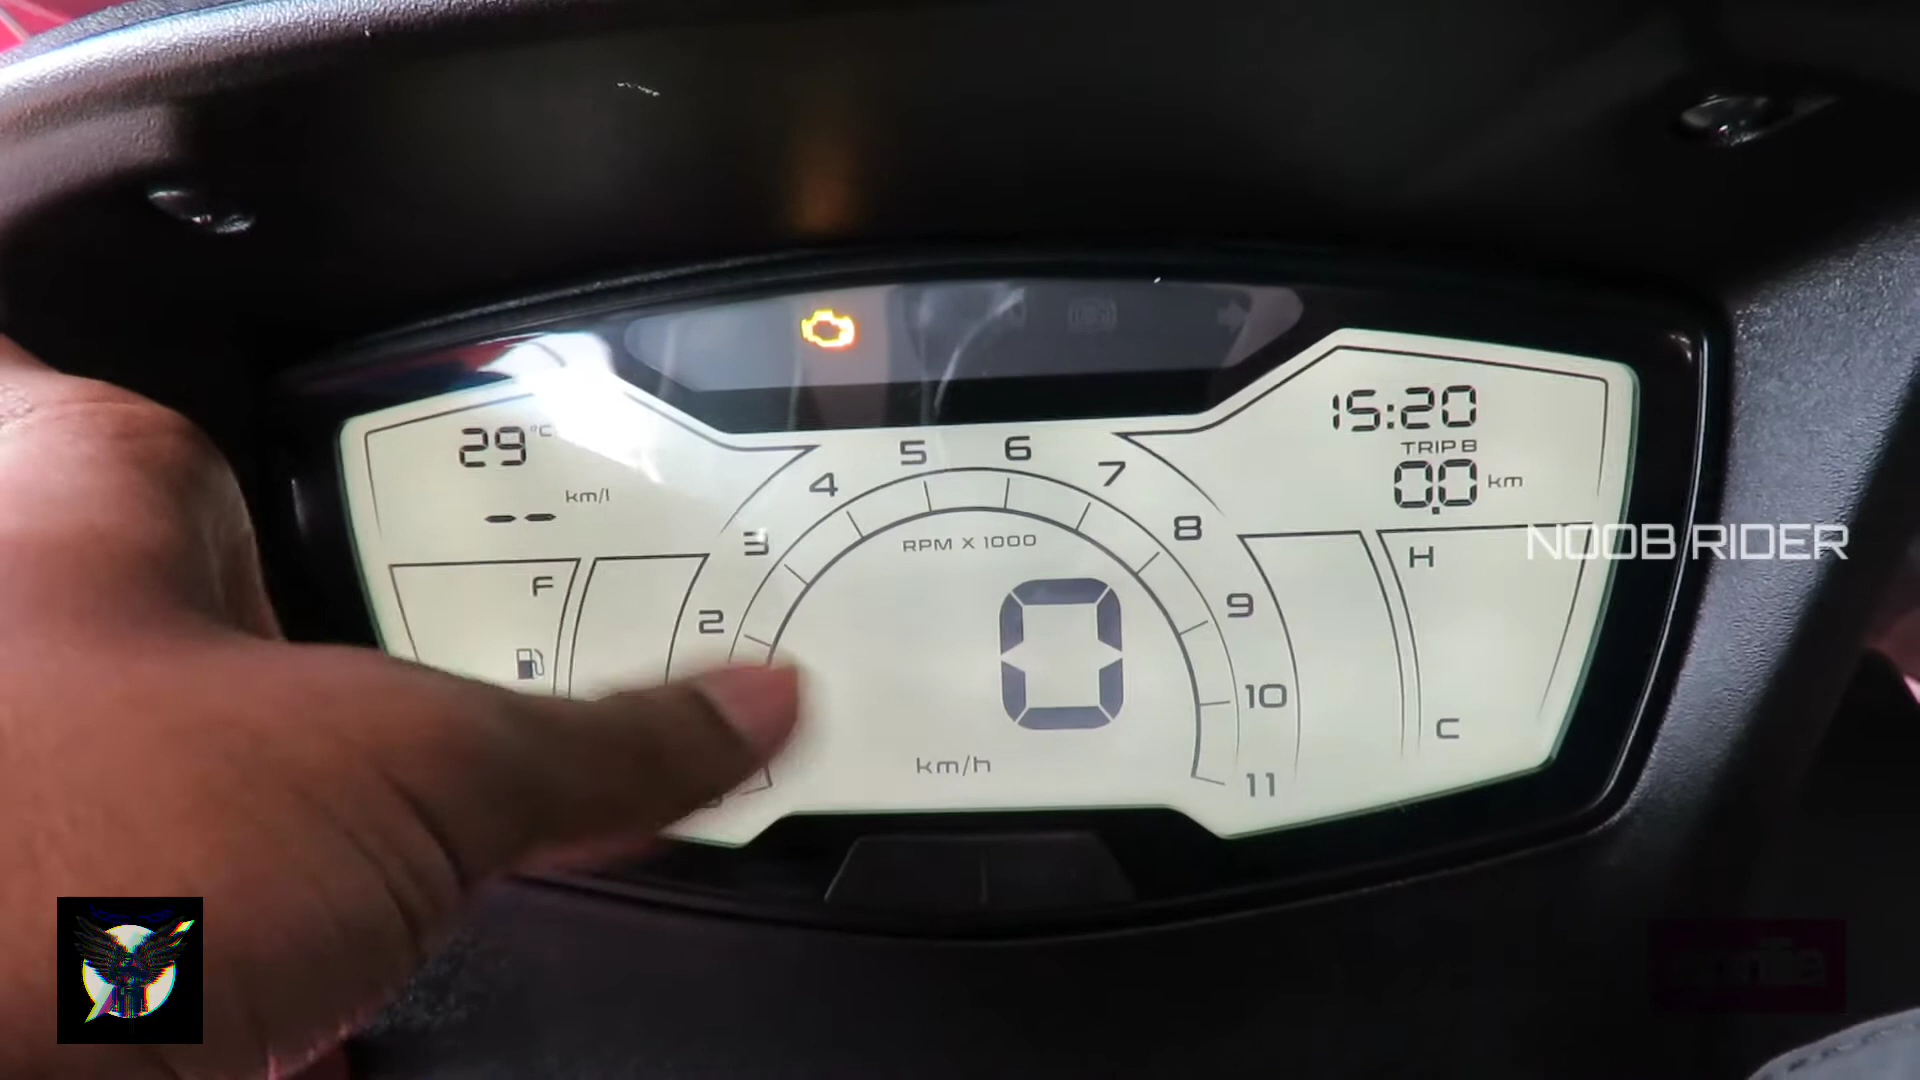 29 °C
-- km/l
15:20
TRIP B
0.0 km
5 6
4 7
3 8
RPM X 1000
2 9
10
11
F
H
C
0
km/h
NOOB RIDER